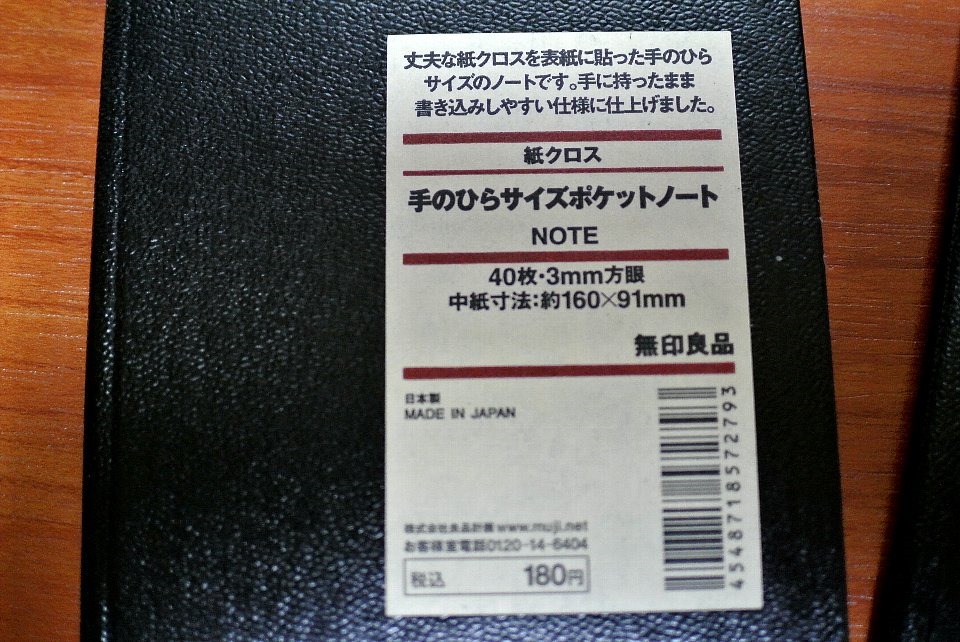 丈夫な紙クロスを表紙に貼った手のひら
サイズのノートです。手に持ったまま
書き込みしやすい仕様に仕上げました。
紙クロス
手のひらサイズポケットノート
NOTE
40枚・3mm方眼
中紙寸法：約160×91mm
無印良品
日本製
MADE IN JAPAN
株式会社良品計画 www.muji.net
お客様室電話0120-14-6404
税込 180円
4548718572793